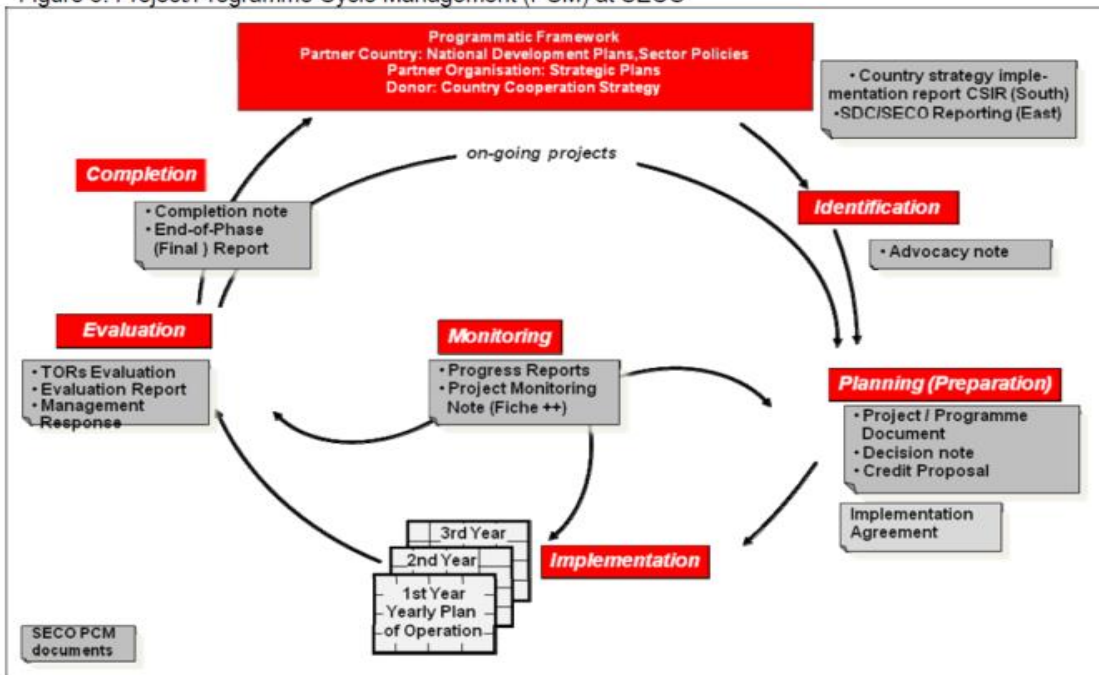 Programmatic Framework
Partner Country: National Development Plans,Sector Policies
Partner Organisation: Strategic Plans
Donor: Country Cooperation Strategy
• Country strategy imple-
mentation report CSIR (South)
• SDC/SECO Reporting (East)
on-going projects
Completion
• Completion note
• End-of-Phase
(Final ) Report
Identification
• Advocacy note
Evaluation
• TORs Evaluation
• Evaluation Report
• Management
Response
Monitoring
• Progress Reports
• Project Monitoring
Note (Fiche ++)
Planning (Preparation)
• Project / Programme
Document
• Decision note
• Credit Proposal
Implementation
Agreement
3rd Year
2nd Year
1st Year
Yearly Plan
of Operation
Implementation
SECO PCM
documents